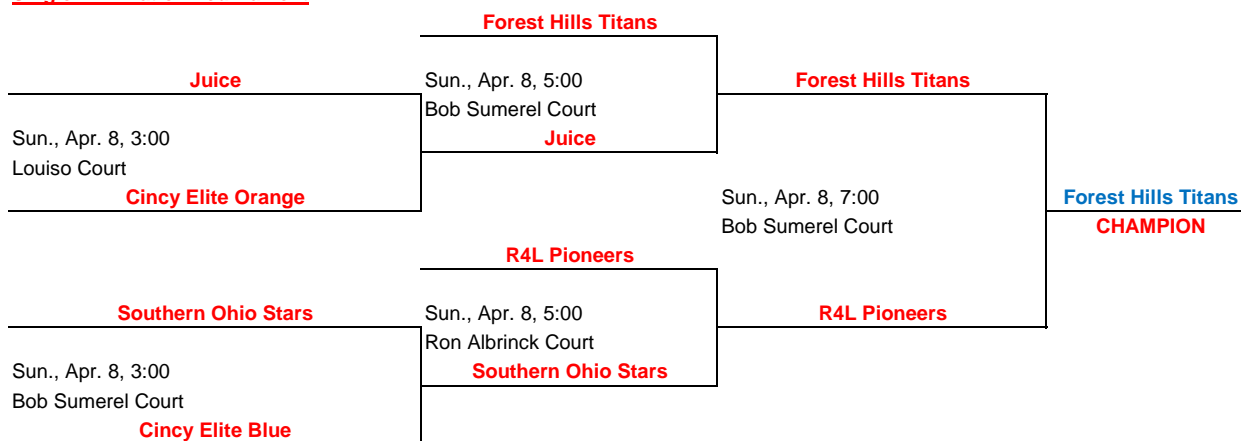 Forest Hills Titans
Juice
Sun., Apr. 8, 5:00
Forest Hills Titans
Bob Sumerel Court
Sun., Apr. 8, 3:00
Juice
Louiso Court
Cincy Elite Orange
Sun., Apr. 8, 7:00
Forest Hills Titans
Bob Sumerel Court
CHAMPION
R4L Pioneers
Southern Ohio Stars
Sun., Apr. 8, 5:00
R4L Pioneers
Ron Albrinck Court
Sun., Apr. 8, 3:00
Southern Ohio Stars
Bob Sumerel Court
Cincy Elite Blue